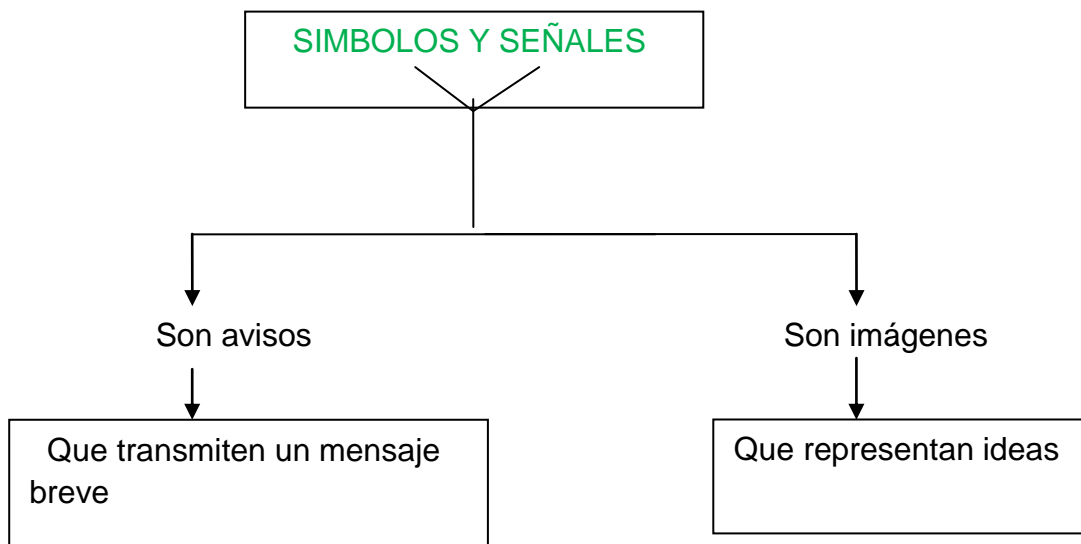 SIMBOLOS Y SEÑALES
Son avisos
Son imágenes
Que transmiten un mensaje
breve
Que representan ideas